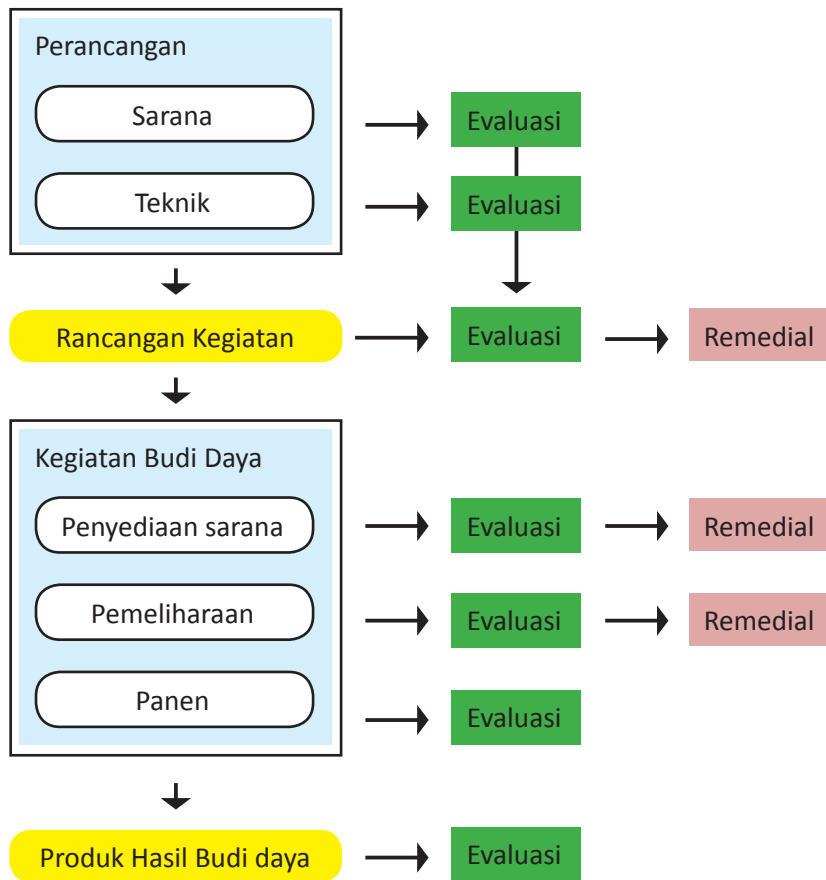 Perancangan
Sarana
Evaluasi
Teknik
Evaluasi
Rancangan Kegiatan
Evaluasi
Remedial
Kegiatan Budi Daya
Penyediaan sarana
Evaluasi
Remedial
Pemeliharaan
Evaluasi
Remedial
Panen
Evaluasi
Produk Hasil Budi daya
Evaluasi